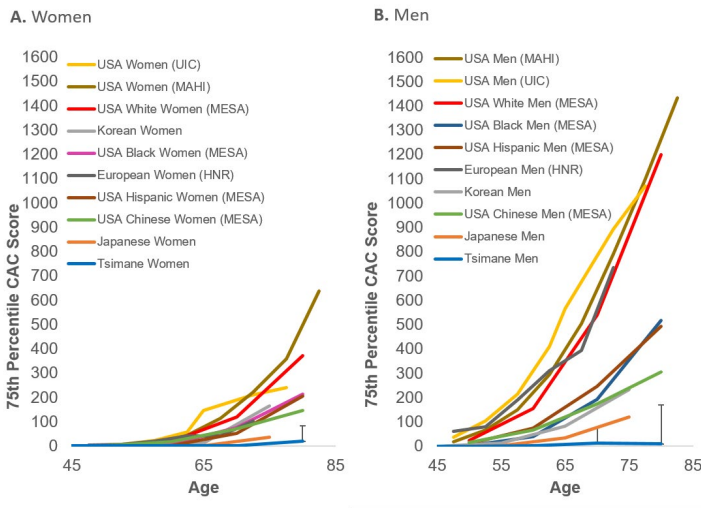 A. Women
75th Percentile CAC Score
1600
1500
1400
1300
1200
1100
1000
900
800
700
600
500
400
300
200
100
0
USA Women (UIC)
USA Women (MAHI)
USA White Women (MESA)
Korean Women
USA Black Women (MESA)
European Women (HNR)
USA Hispanic Women (MESA)
USA Chinese Women (MESA)
Japanese Women
Tsimane Women
45 65 85
Age
B. Men
75th Percentile CAC Score
1600
1500
1400
1300
1200
1100
1000
900
800
700
600
500
400
300
200
100
0
USA Men (MAHI)
USA Men (UIC)
USA White Men (MESA)
USA Black Men (MESA)
USA Hispanic Men (MESA)
European Men (HNR)
Korean Men
USA Chinese Men (MESA)
Japanese Men
Tsimane Men
45 55 65 75 85
Age